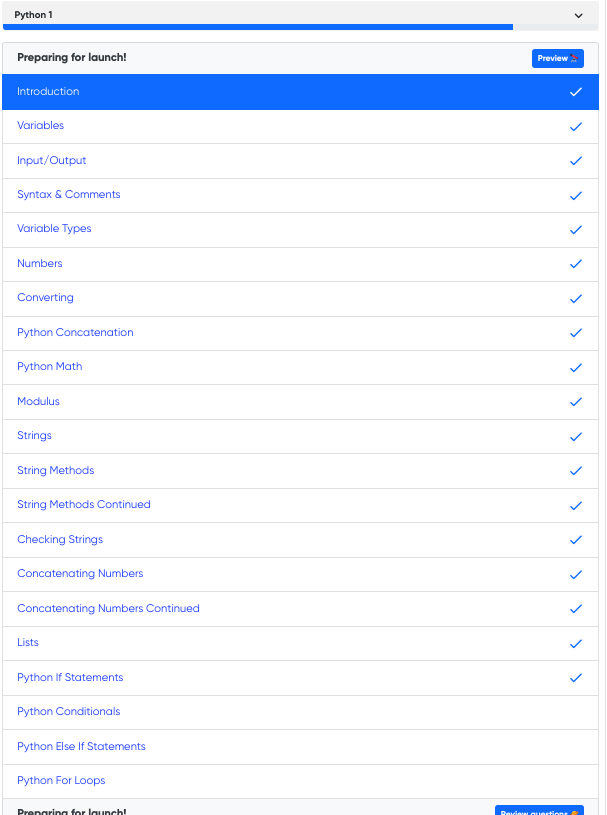 Python 1
Preparing for launch!
Preview
Introduction
Variables
Input/Output
Syntax & Comments
Variable Types
Numbers
Converting
Python Concatenation
Python Math
Modulus
Strings
String Methods
String Methods Continued
Checking Strings
Concatenating Numbers
Concatenating Numbers Continued
Lists
Python If Statements
Python Conditionals
Python Else If Statements
Python For Loops
Preparing for launch!
Review questions